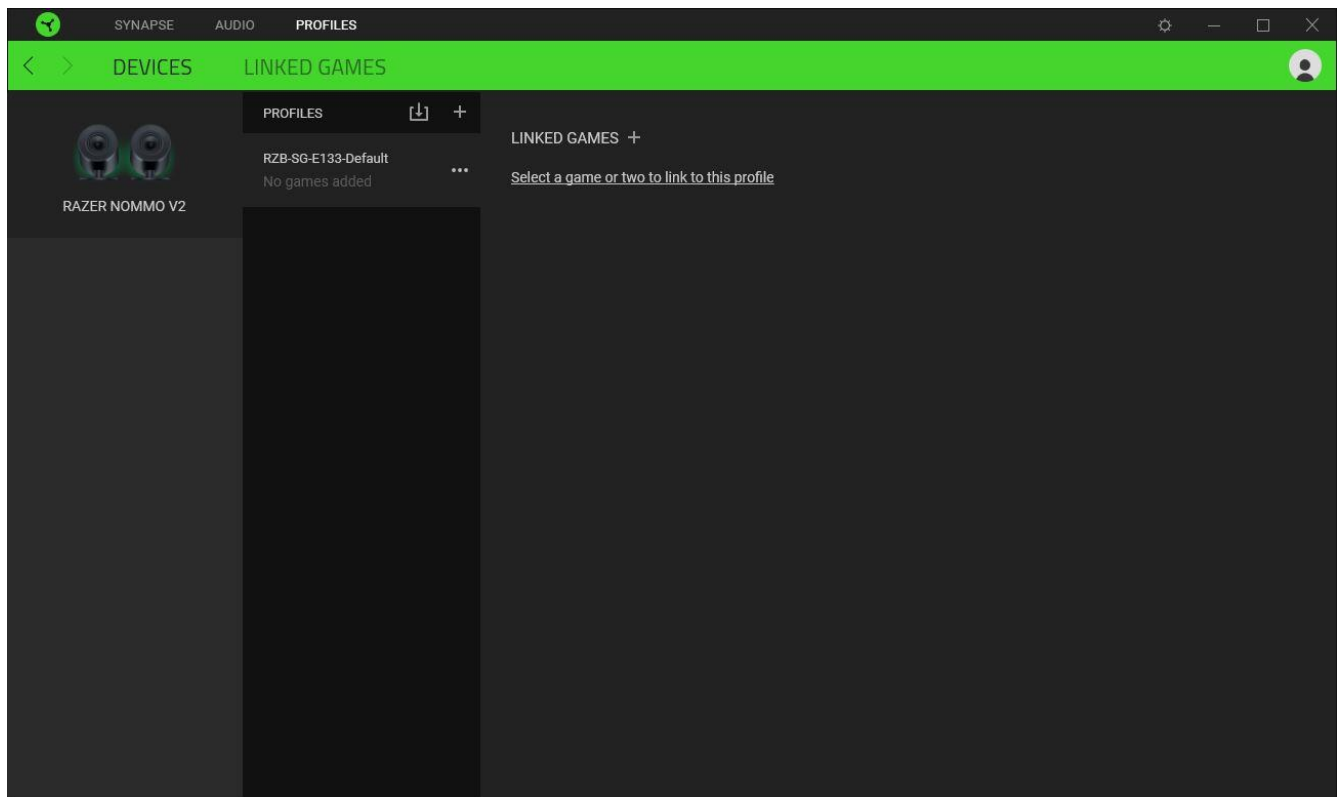 SYNAPSE AUDIO PROFILES
DEVICES LINKED GAMES
RAZER NOMMO V2
PROFILES
RZB-SG-E133-Default
No games added
LINKED GAMES
Select a game or two to link to this profile